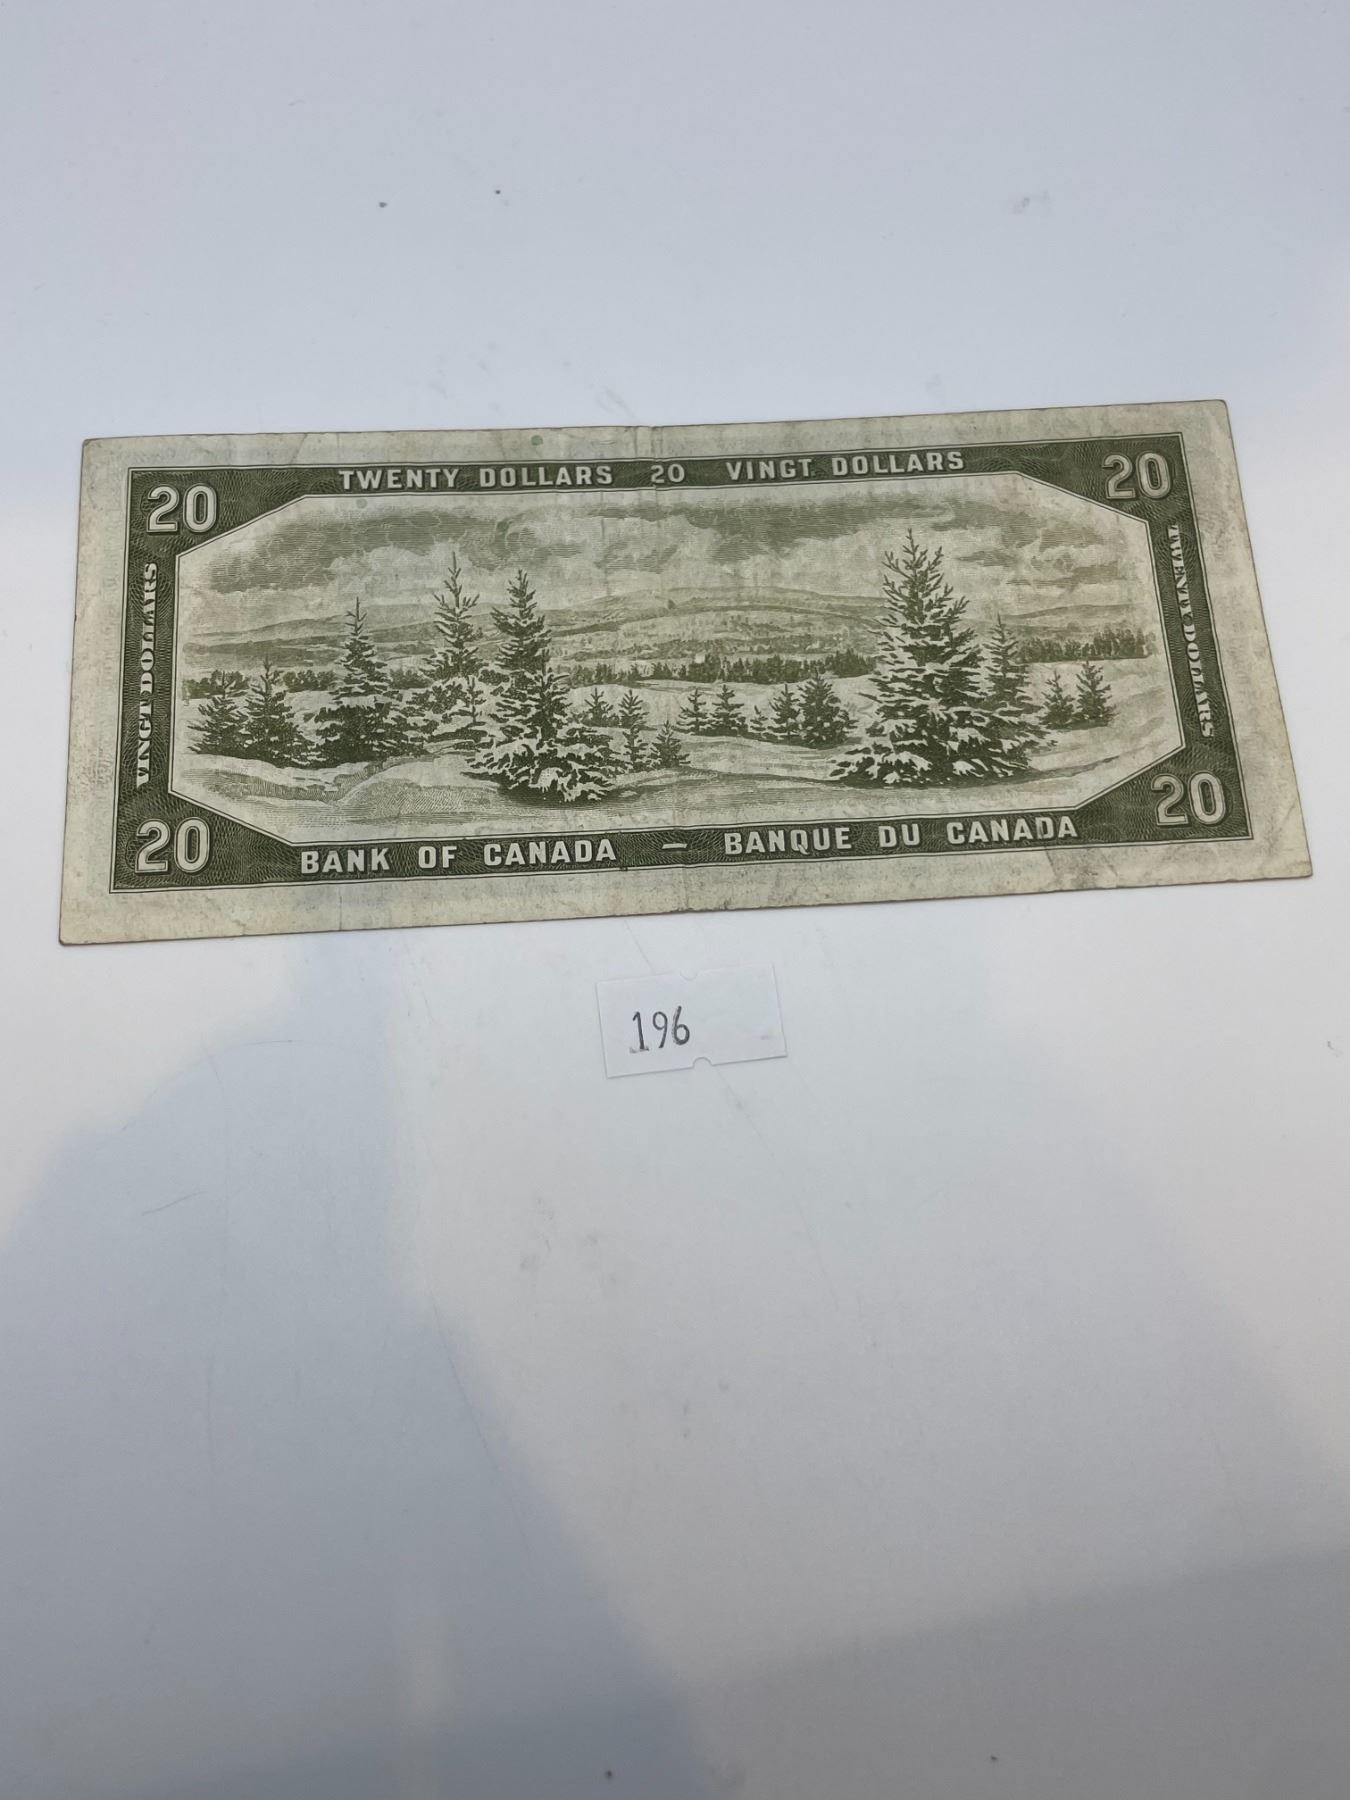 TWENTY DOLLARS 20 VINGT DOLLARS
20
20
VINGT DOLLARS
TWENTY DOLLARS
20
20
BANK OF CANADA — BANQUE DU CANADA
196